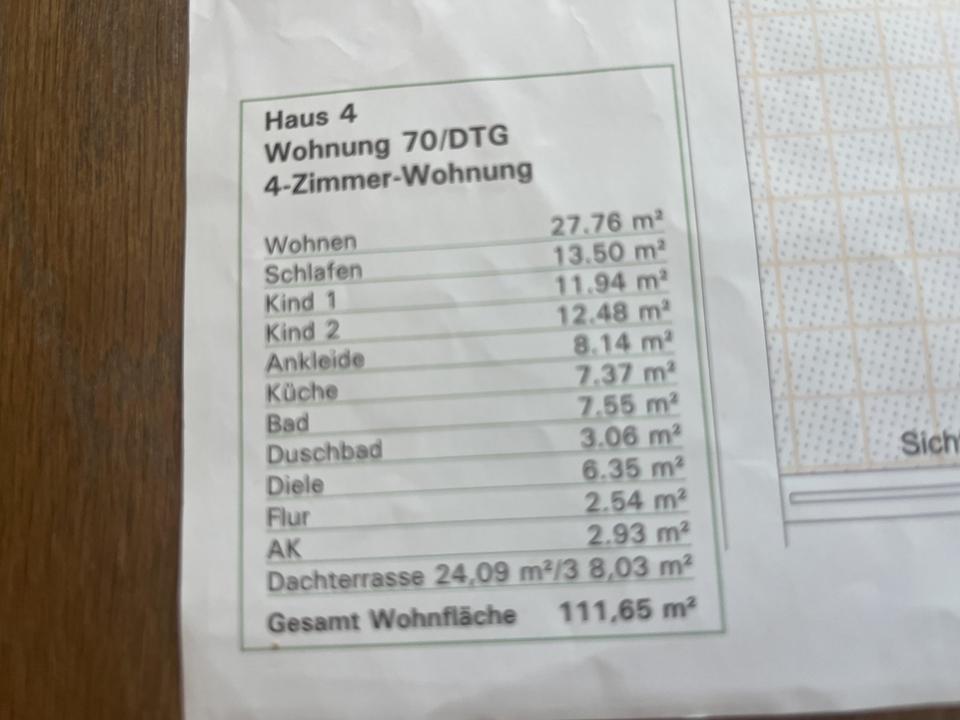 Haus 4
Wohnung 70/DTG
4-Zimmer-Wohnung
Wohnen 27.76 m²
Schlafen 13.50 m²
Kind 1 11.94 m²
Kind 2 12.48 m²
Ankleide 8.14 m²
Küche 7.37 m²
Bad 7.55 m²
Duschbad 3.06 m²
Diele 6.35 m²
Flur 2.54 m²
AK 2.93 m²
Dachterrasse 24,09 m²/3 8,03 m²
Gesamt Wohnfläche 111,65 m²
Sich